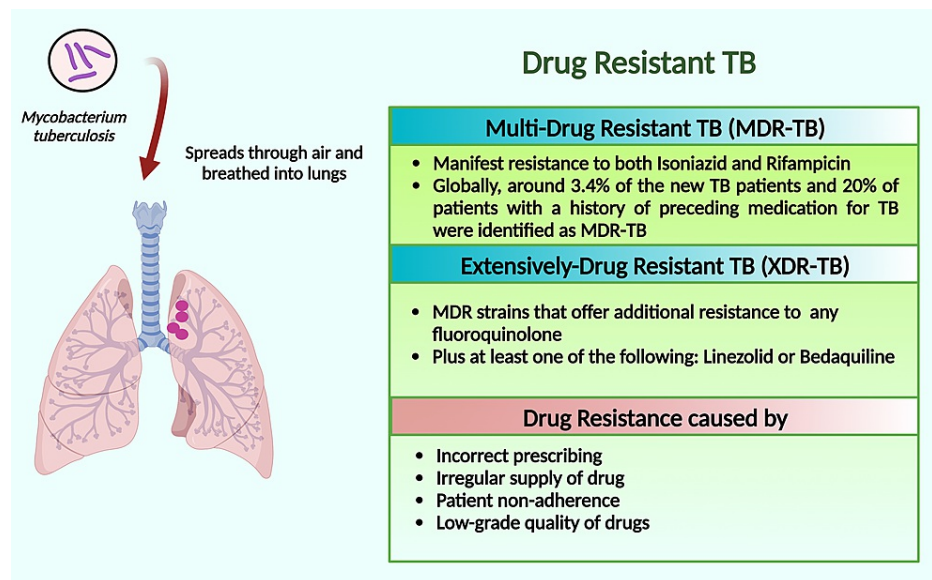 Mycobacterium
tuberculosis
Spreads through air and
breathed into lungs
Drug Resistant TB
Multi-Drug Resistant TB (MDR-TB)
• Manifest resistance to both Isoniazid and Rifampicin
• Globally, around 3.4% of the new TB patients and 20% of
patients with a history of preceding medication for TB
were identified as MDR-TB
Extensively-Drug Resistant TB (XDR-TB)
• MDR strains that offer additional resistance to any
fluoroquinolone
• Plus at least one of the following: Linezolid or Bedaquiline
Drug Resistance caused by
• Incorrect prescribing
• Irregular supply of drug
• Patient non-adherence
• Low-grade quality of drugs